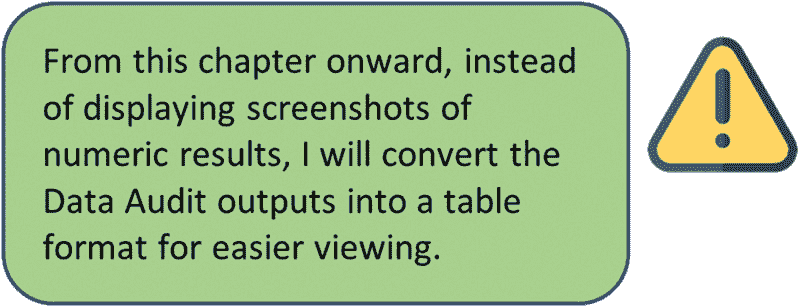 From this chapter onward, instead
of displaying screenshots of
numeric results, I will convert the
Data Audit outputs into a table
format for easier viewing.